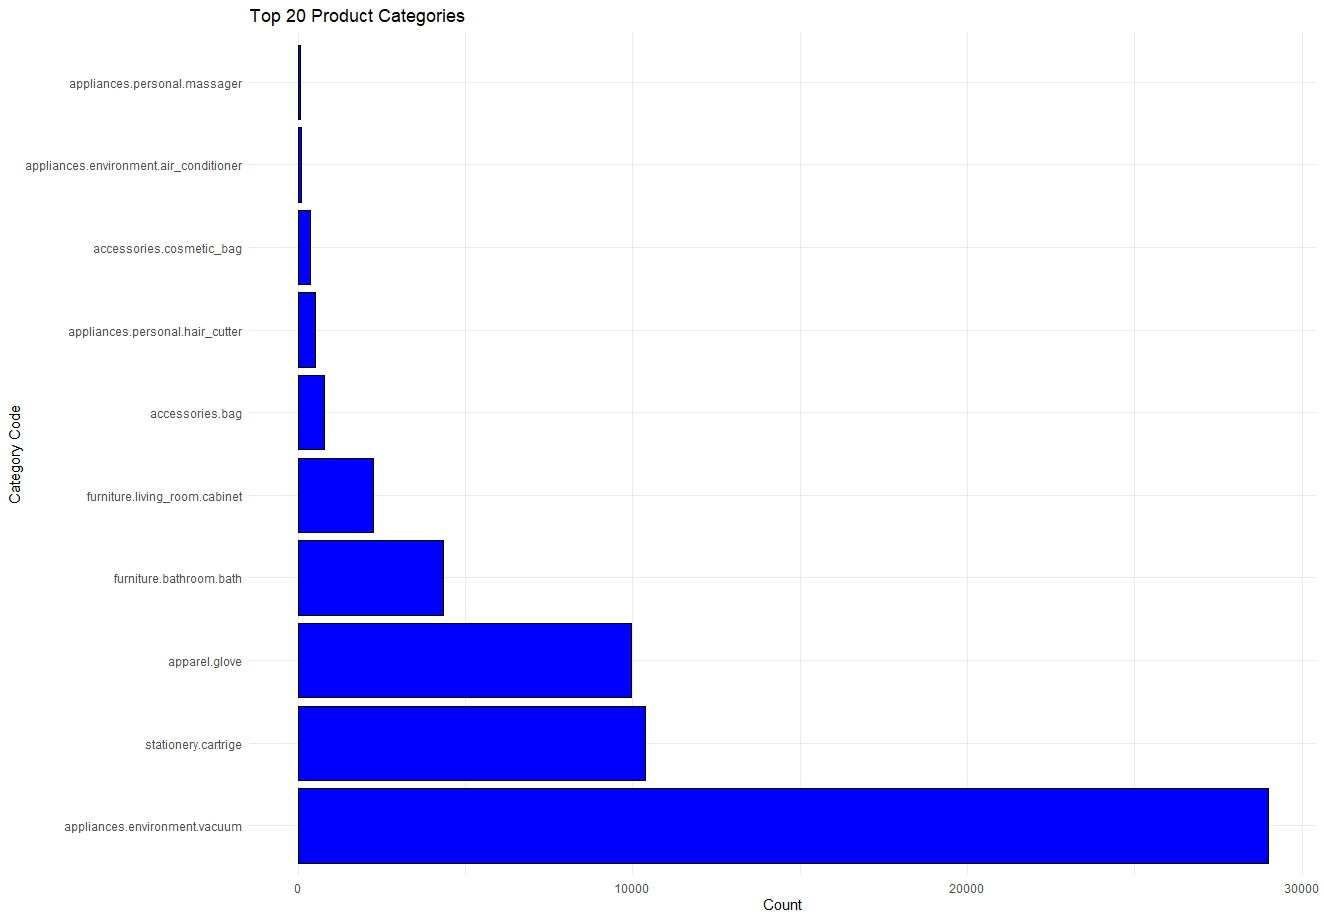 Top 20 Product Categories
appliances.personal.massager
appliances.environment.air_conditioner
accessories.cosmetic_bag
appliances.personal.hair_cutter
accessories.bag
furniture.living_room.cabinet
furniture.bathroom.bath
apparel.glove
stationery.cartrige
appliances.environment.vacuum
Category Code
0 10000 20000 30000
Count